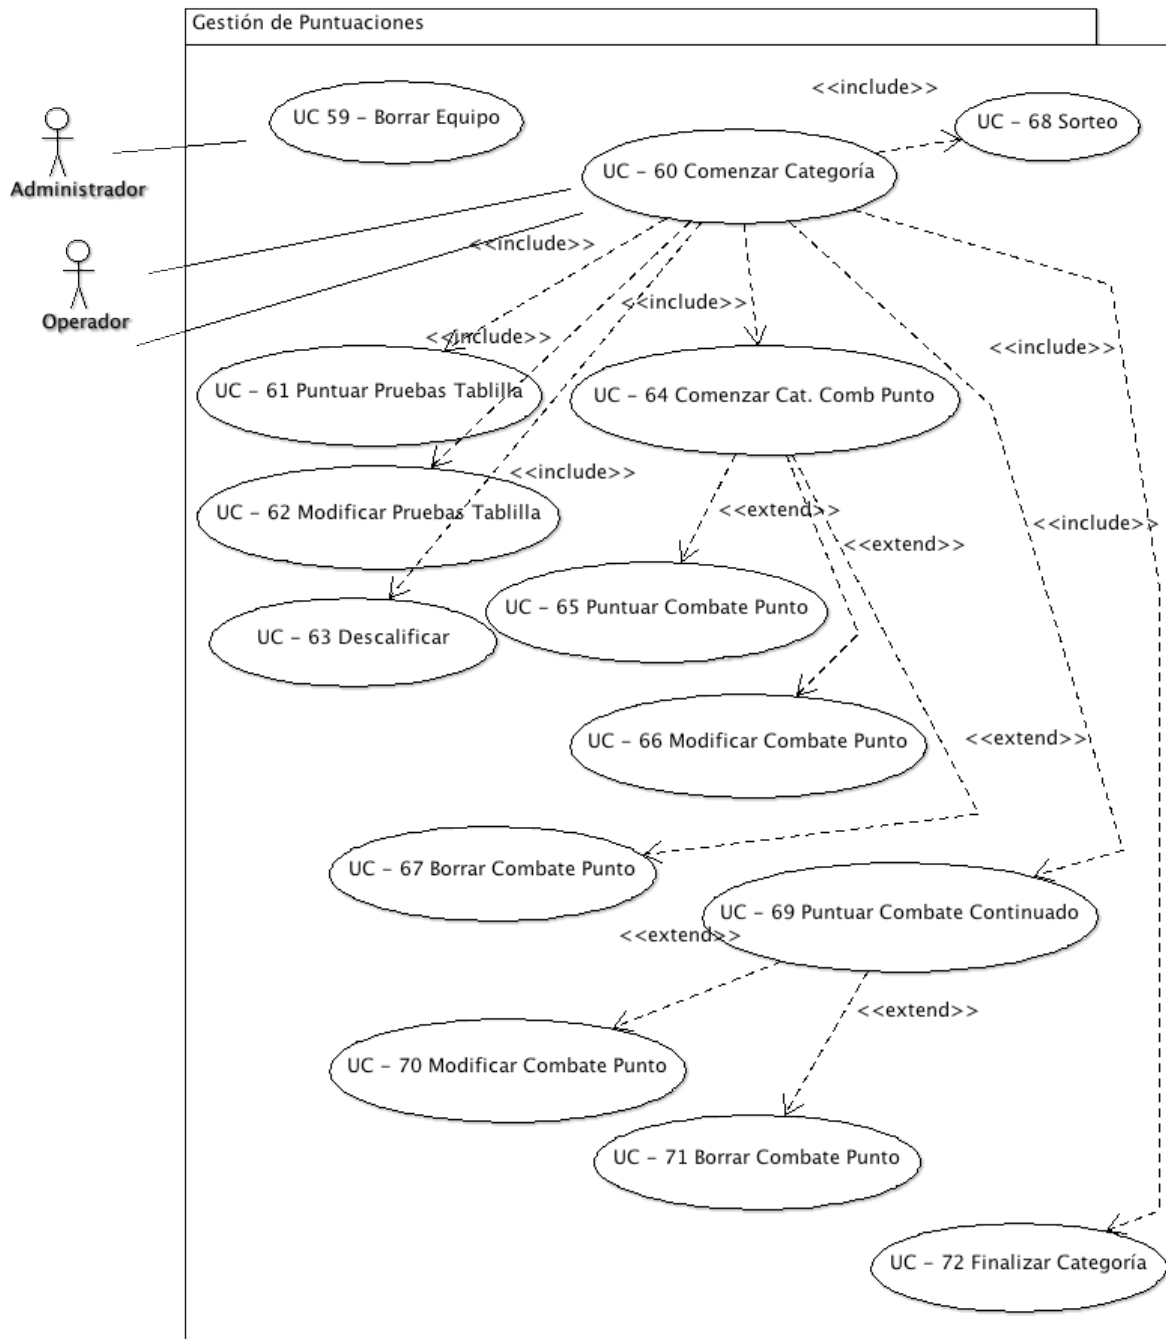 Gestión de Puntuaciones
<<include>>
UC 59 – Borrar Equipo
UC – 68 Sorteo
UC – 60 Comenzar Categoría
Administrador
<<include>>
<<include>>
Operador
<<include>>
<<include>>
UC – 61 Puntuar Pruebas Tablilla
UC – 64 Comenzar Cat. Comb Punto
<<include>>
UC – 62 Modificar Pruebas Tablilla
<<extend>>
<<include>>
<<extend>>
UC – 65 Puntuar Combate Punto
UC – 63 Descalificar
UC – 66 Modificar Combate Punto
<<extend>>
UC – 67 Borrar Combate Punto
UC – 69 Puntuar Combate Continuado
<<extend>>
<<extend>>
UC – 70 Modificar Combate Punto
UC – 71 Borrar Combate Punto
UC – 72 Finalizar Categoría